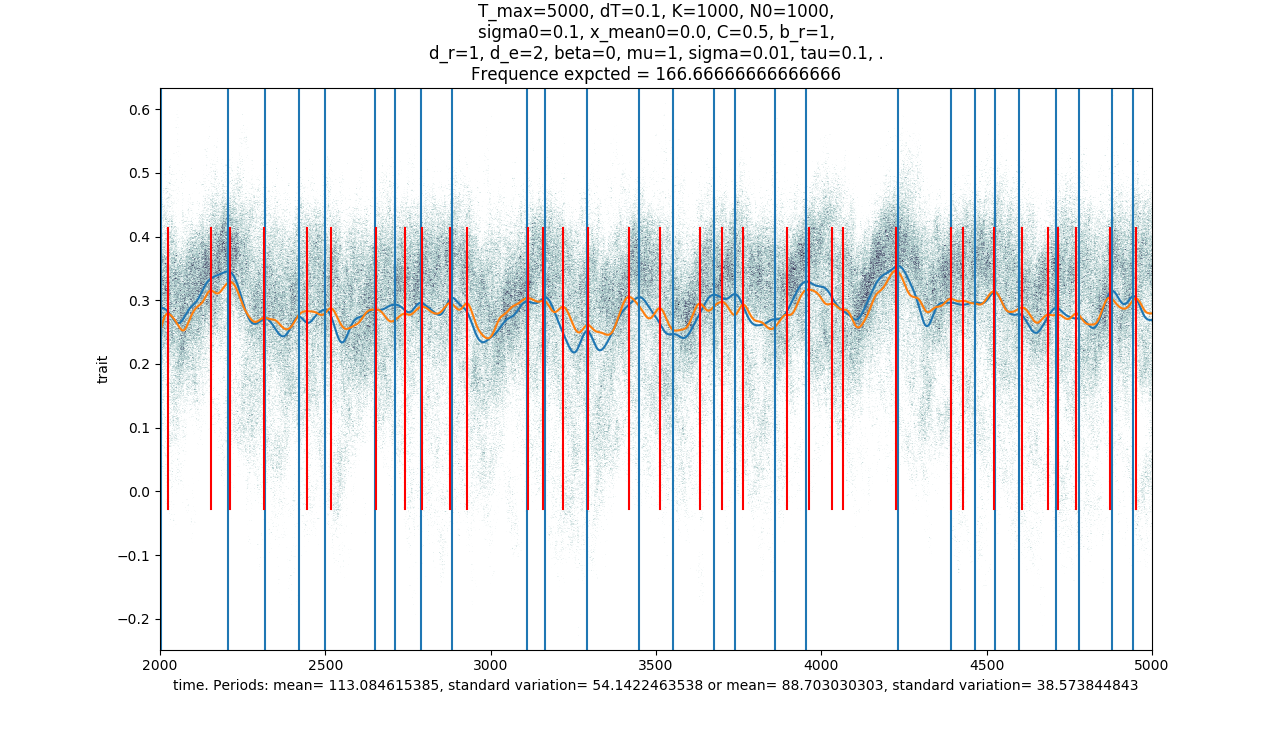 T_max=5000, dT=0.1, K=1000, N0=1000,
sigma0=0.1, x_mean0=0.0, C=0.5, b_r=1,
d_r=1, d_e=2, beta=0, mu=1, sigma=0.01, tau=0.1, .
Frequence expcted = 166.66666666666666
0.6
0.5
0.4
0.3
0.2
0.1
0.0
−0.1
−0.2
trait
2000 2500 3000 3500 4000 4500 5000
time. Periods: mean= 113.084615385, standard variation= 54.1422463538 or mean= 88.703030303, standard variation= 38.573844843